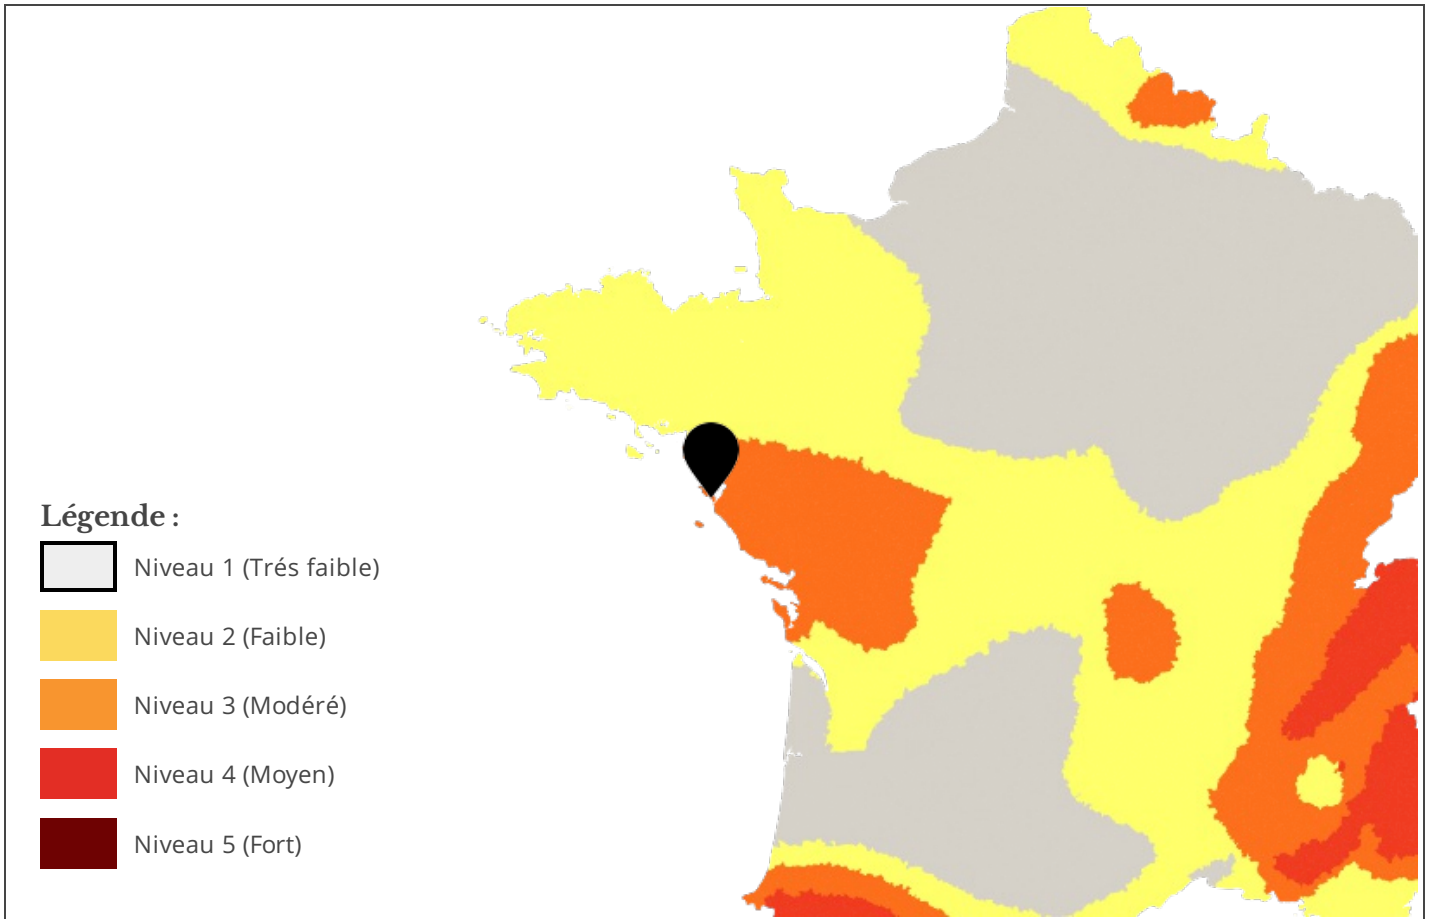 Légende :
Niveau 1 (Trés faible)
Niveau 2 (Faible)
Niveau 3 (Modéré)
Niveau 4 (Moyen)
Niveau 5 (Fort)